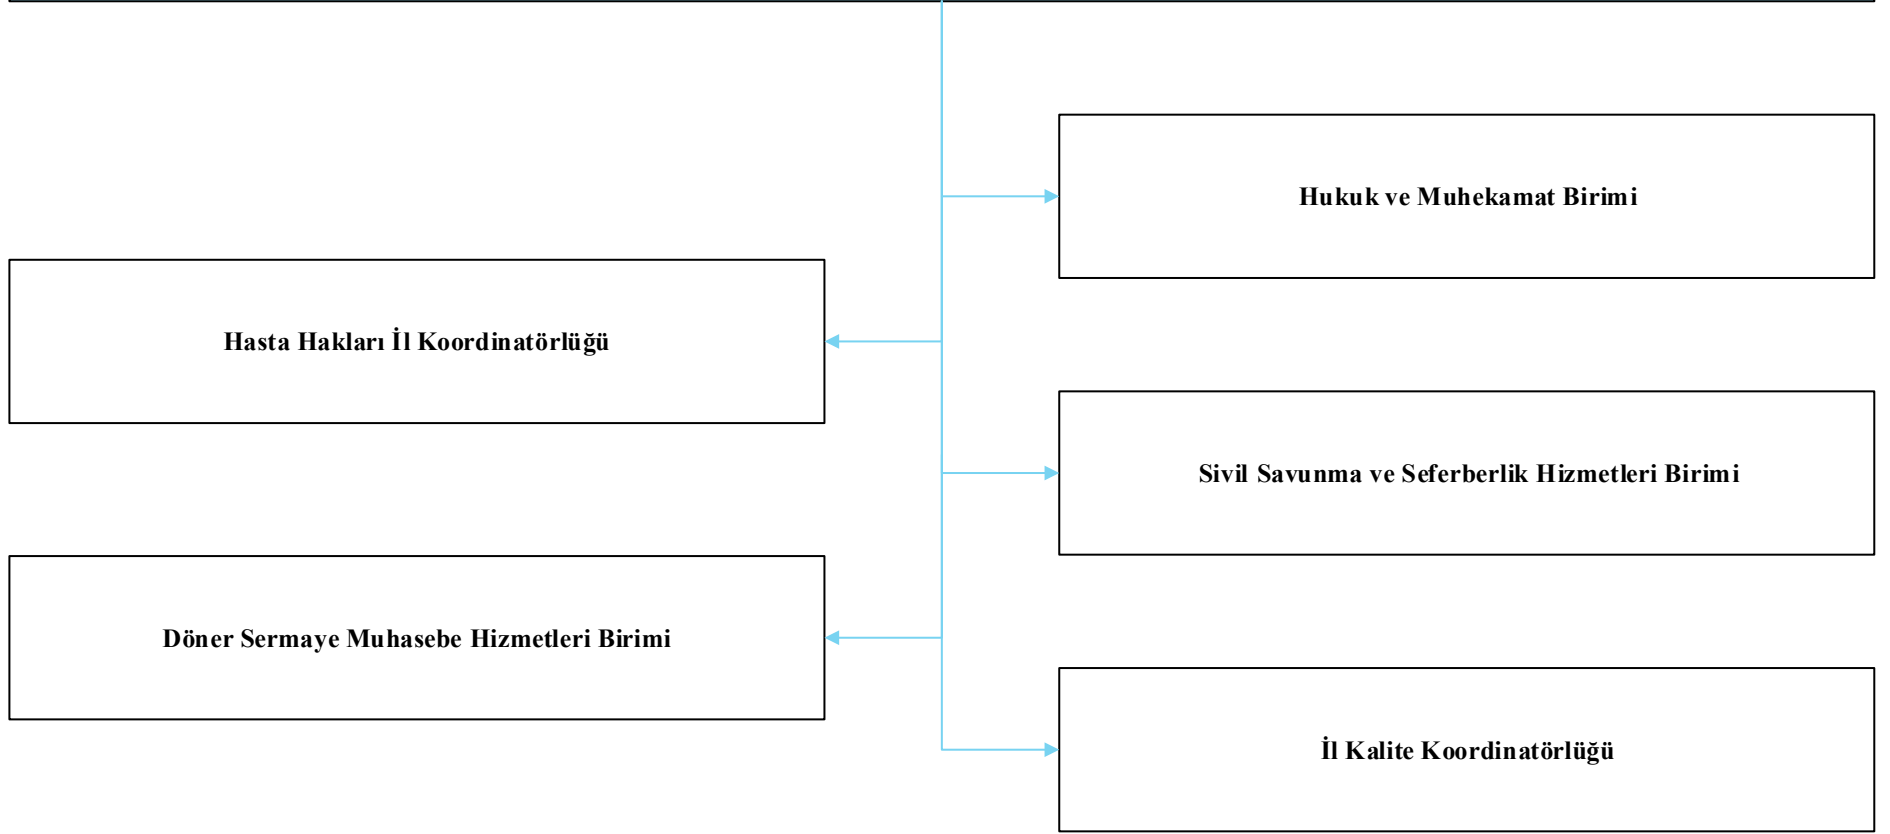 Hukuk ve Muhekamat Birimi
Hasta Hakları İl Koordinatörlüğü
Sivil Savunma ve Seferberlik Hizmetleri Birimi
Döner Sermaye Muhasebe Hizmetleri Birimi
İl Kalite Koordinatörlüğü